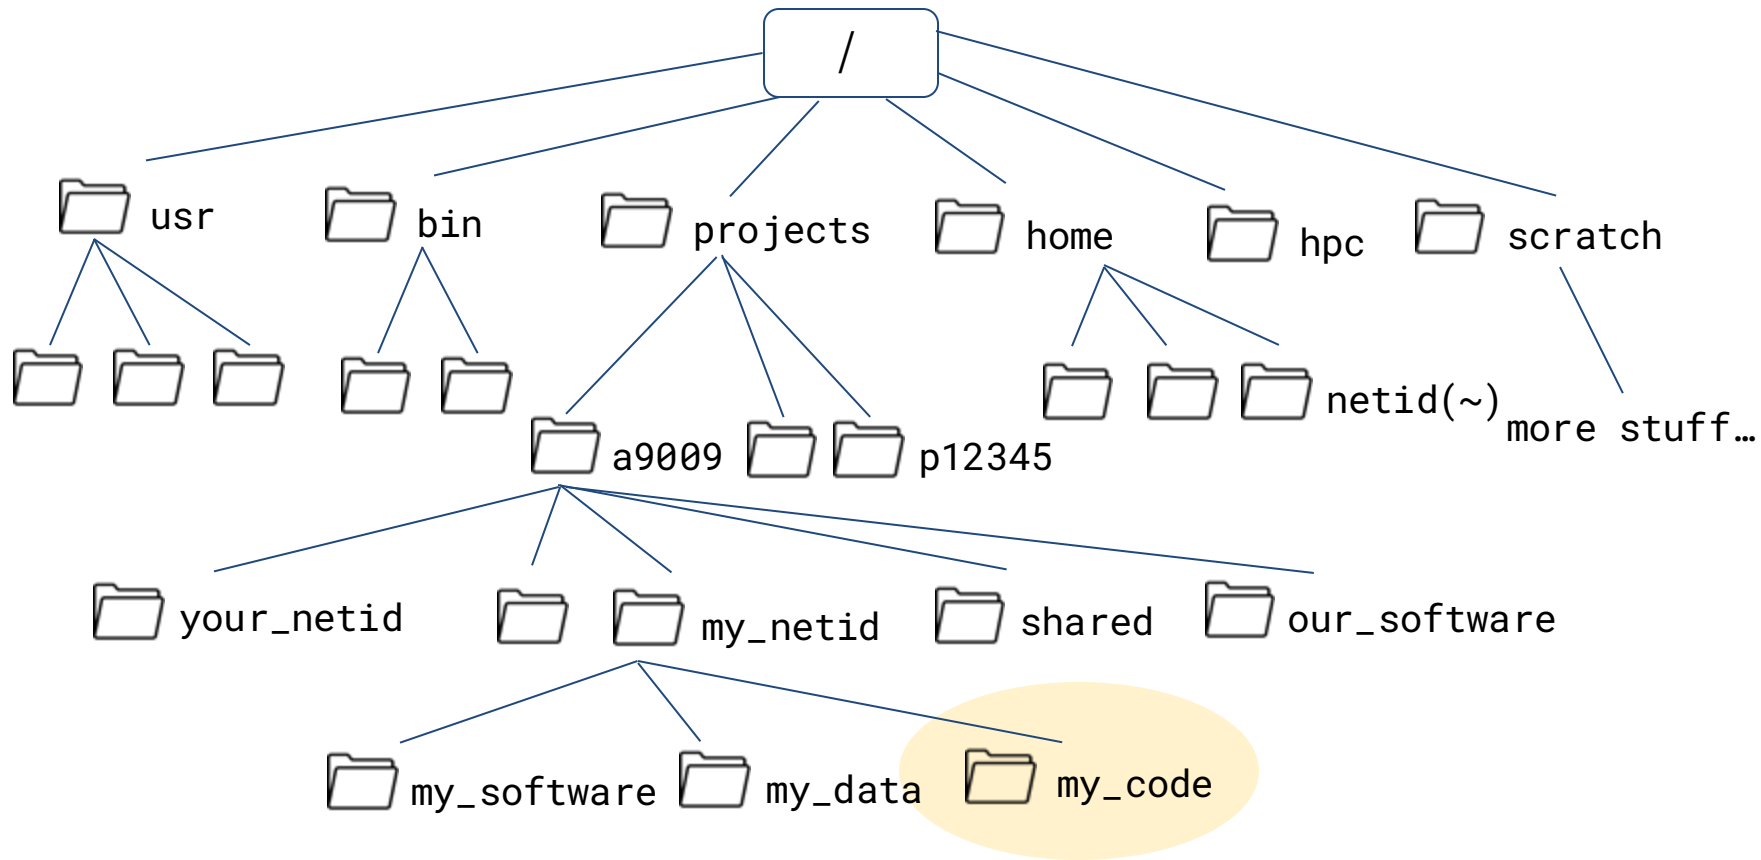 /
usr
bin
projects
home
hpc
scratch
netid(~)
more stuff…
a9009
p12345
your_netid
my_netid
shared
our_software
my_software
my_data
my_code